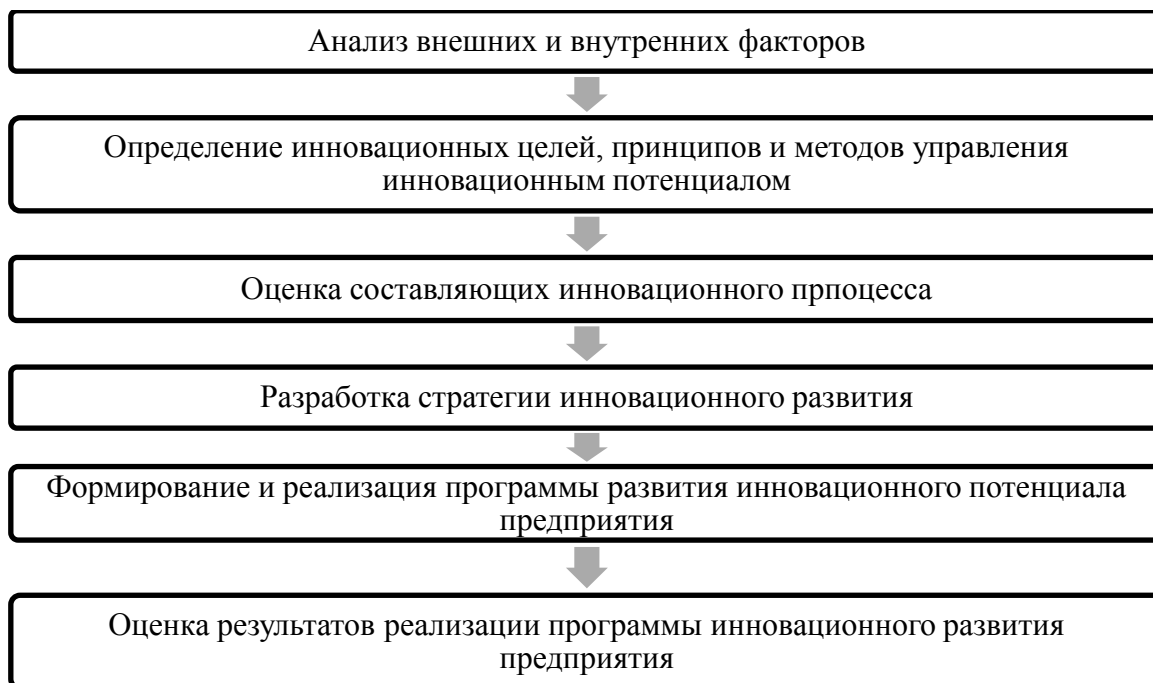 Анализ внешних и внутренних факторов
Определение инновационных целей, принципов и методов управления
инновационным потенциалом
Оценка составляющих инновационного прпоцесса
Разработка стратегии инновационного развития
Формирование и реализация программы развития инновационного потенциала
предприятия
Оценка результатов реализации программы инновационного развития
предприятия